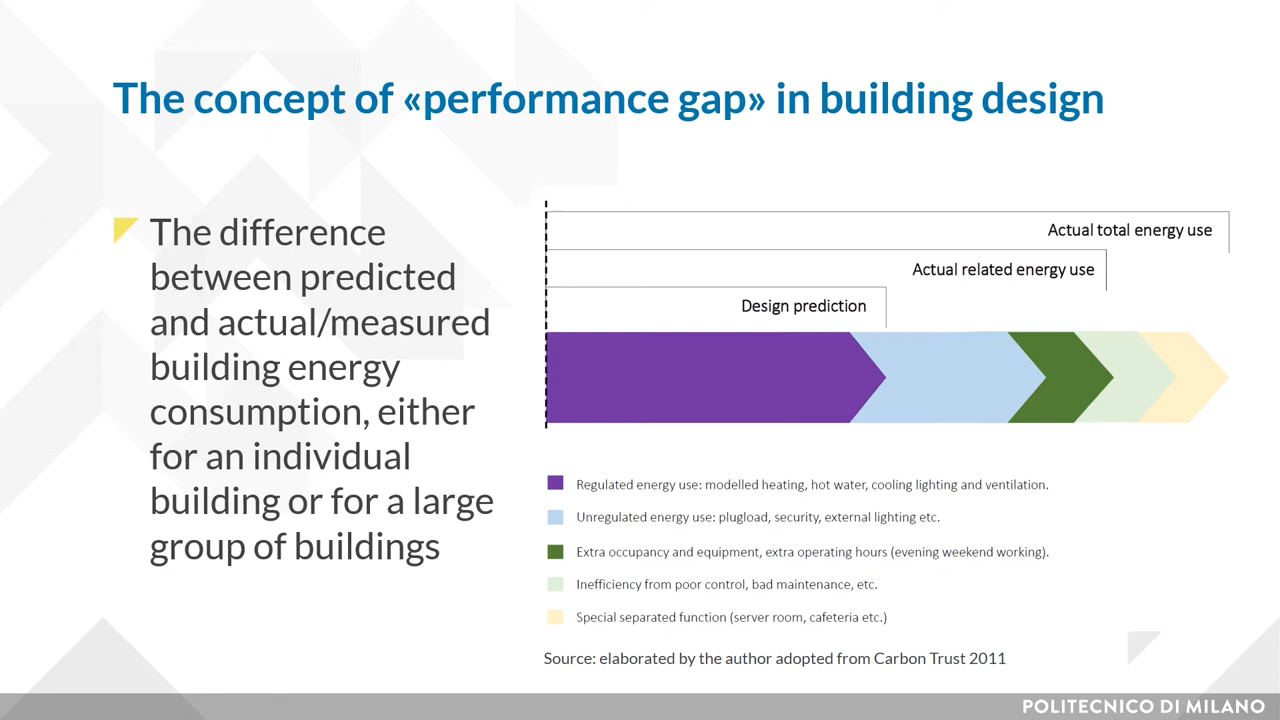 The concept of «performance gap» in building design
The difference
between predicted
and actual/measured
building energy
consumption, either
for an individual
building or for a large
group of buildings
Actual total energy use
Actual related energy use
Design prediction
Regulated energy use: modelled heating, hot water, cooling lighting and ventilation.
Unregulated energy use: plugload, security, external lighting etc.
Extra occupancy and equipment, extra operating hours (evening weekend working).
Inefficiency from poor control, bad maintenance, etc.
Special separated function (server room, cafeteria etc.)
Source: elaborated by the author adopted from Carbon Trust 2011
POLITECNICO DI MILANO